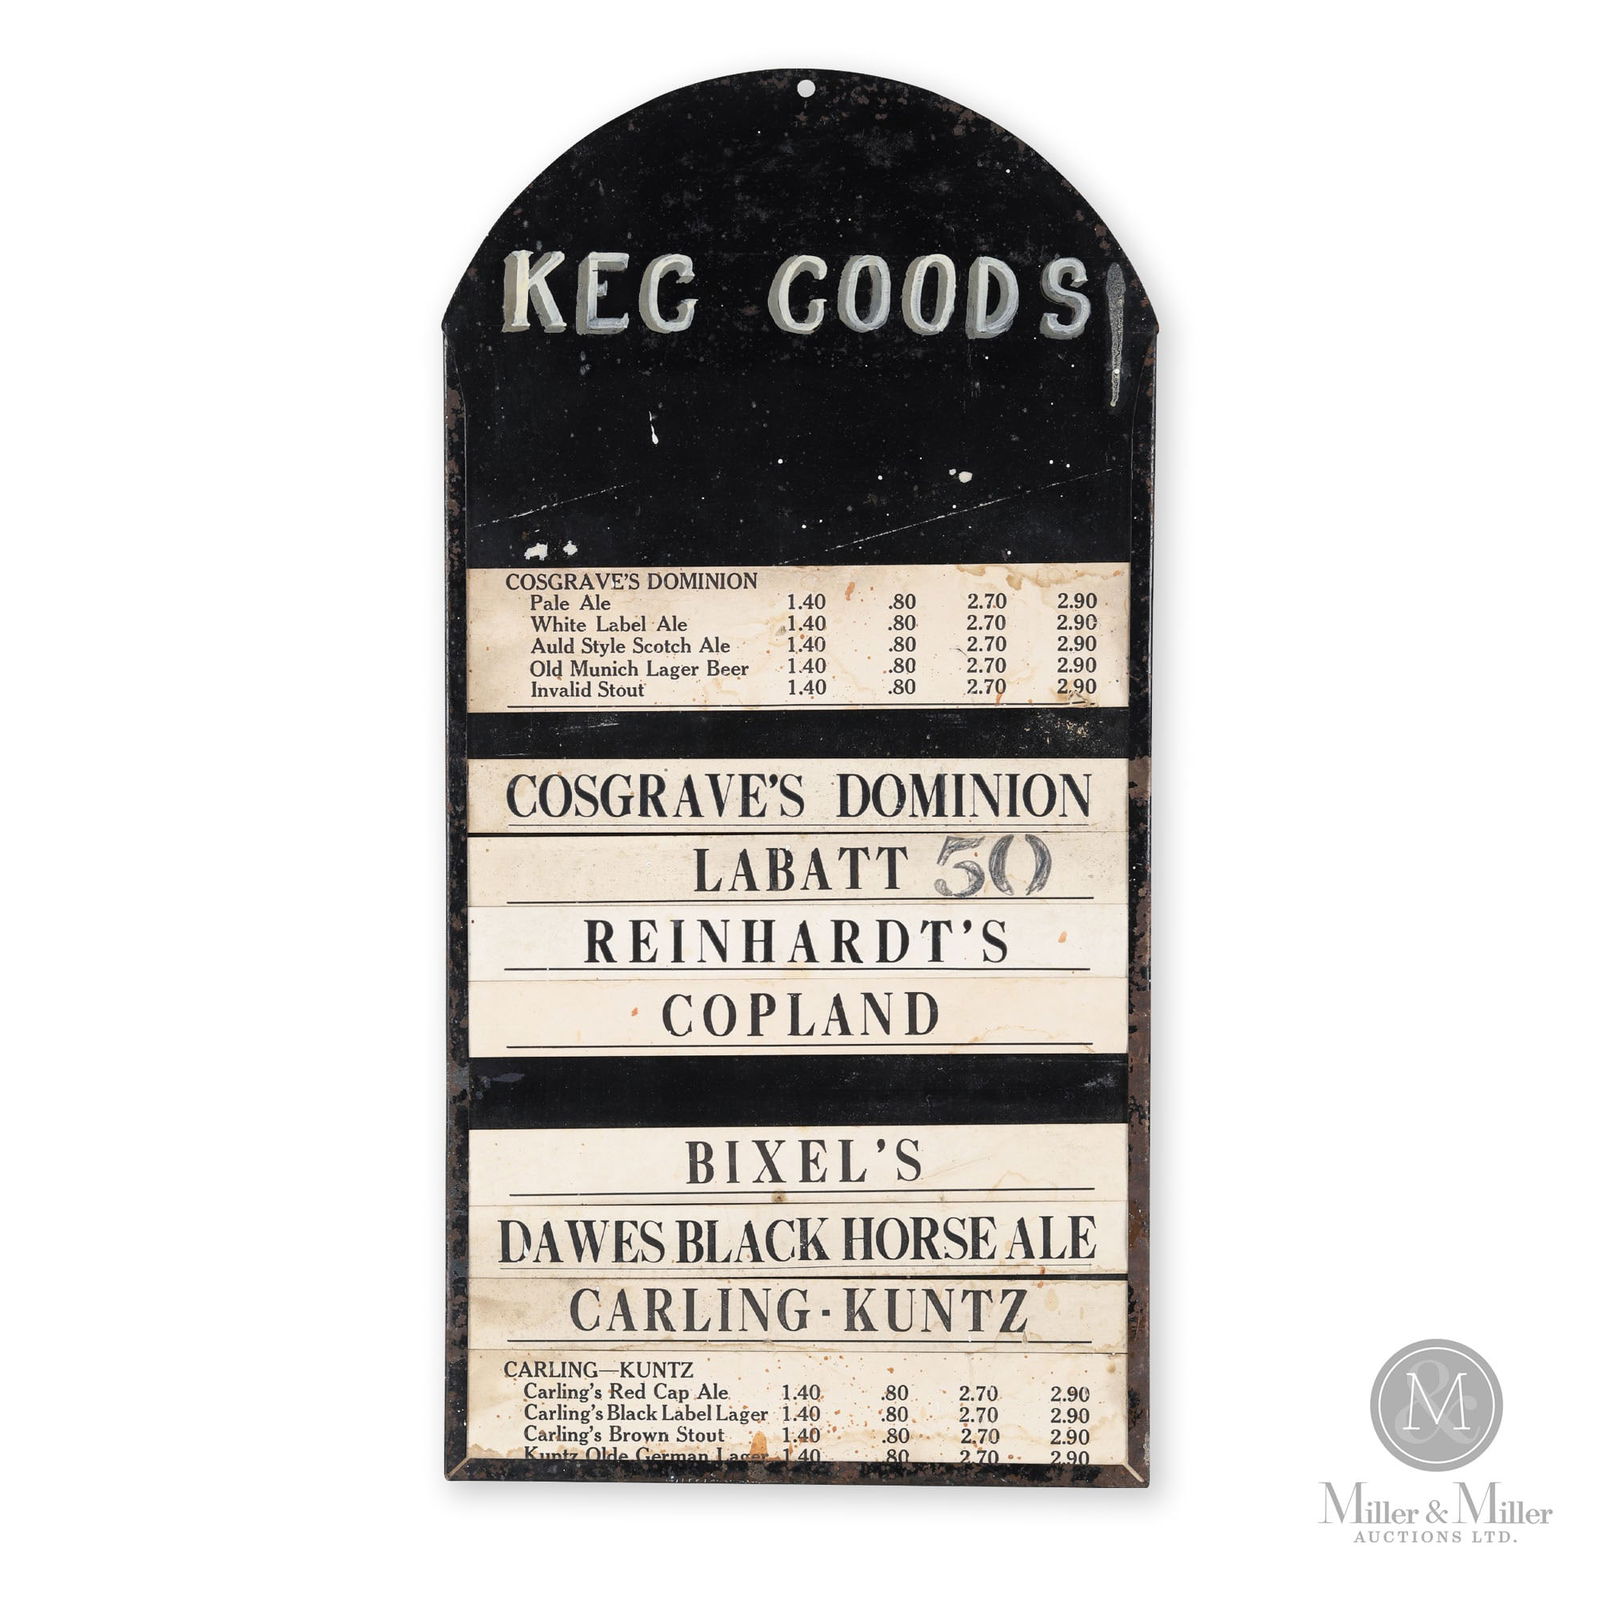 KEG GOODS
COSGRAVE'S DOMINION
Pale Ale 1.40 .80 2.70 2.90
White Label Ale 1.40 .80 2.70 2.90
Auld Style Scotch Ale 1.40 .80 2.70 2.90
Old Munich Lager Beer 1.40 .80 2.70 2.90
Invalid Stout 1.40 .80 2.70 2.90
COSGRAVE'S DOMINION
LABATT 50
REINHARDT'S
COPLAND
BIXEL'S
DAWES BLACK HORSE ALE
CARLING-KUNTZ
CARLING—KUNTZ
Carling's Red Cap Ale 1.40 .80 2.70 2.90
Carling's Black Label Lager 1.40 .80 2.70 2.90
Carling's Brown Stout 1.40 .80 2.70 2.90
Kuntz Olde German Lager 1.40 .80 2.70 2.90
M&M
Miller & Miller
AUCTIONS LTD.